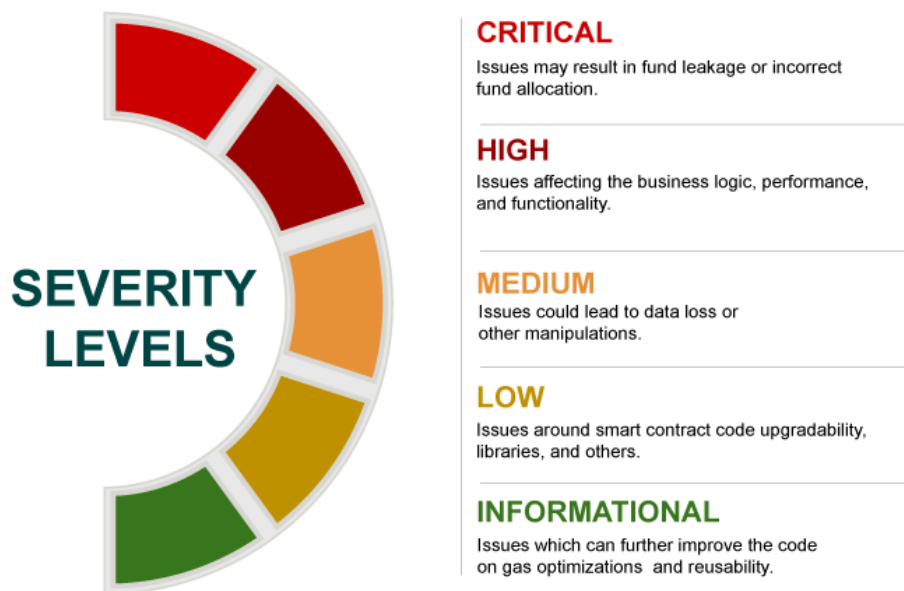 SEVERITY
LEVELS
CRITICAL
Issues may result in fund leakage or incorrect
fund allocation.
HIGH
Issues affecting the business logic, performance,
and functionality.
MEDIUM
Issues could lead to data loss or
other manipulations.
LOW
Issues around smart contract code upgradability,
libraries, and others.
INFORMATIONAL
Issues which can further improve the code
on gas optimizations and reusability.